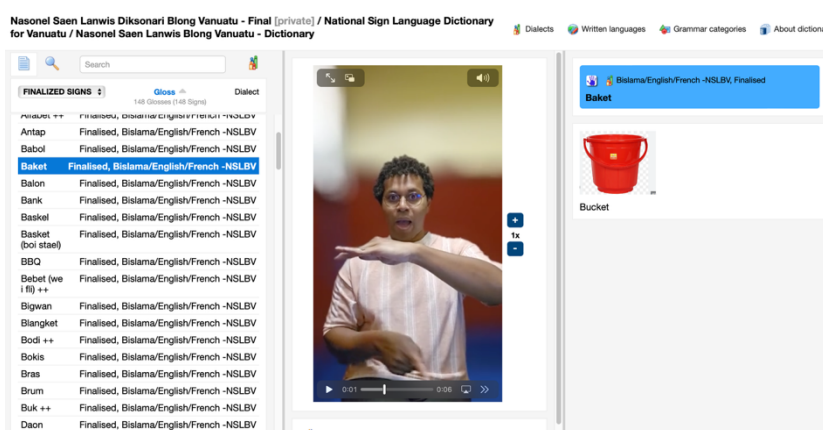 Nasonel Saen Lanwis Diksonari Blong Vanuatu - Final [private] / National Sign Language Dictionary
for Vanuatu / Nasonel Saen Lanwis Blong Vanuatu - Dictionary
Dialects
Written languages
Grammar categories
About dictiona
Search
FINALIZED SIGNS
Gloss
Dialect
148 Glosses (148 Signs)
Alfabet ++ Finalised, Bislama/English/French -NSLBV
Antap Finalised, Bislama/English/French -NSLBV
Babol Finalised, Bislama/English/French -NSLBV
Baket Finalised, Bislama/English/French -NSLBV
Balon Finalised, Bislama/English/French -NSLBV
Bank Finalised, Bislama/English/French -NSLBV
Baskel Finalised, Bislama/English/French -NSLBV
Basket Finalised, Bislama/English/French -NSLBV
(boi stael)
BBQ Finalised, Bislama/English/French -NSLBV
Bebet (we Finalised, Bislama/English/French -NSLBV
i fli) ++
Bigwan Finalised, Bislama/English/French -NSLBV
Blangket Finalised, Bislama/English/French -NSLBV
Bodi ++ Finalised, Bislama/English/French -NSLBV
Bokis Finalised, Bislama/English/French -NSLBV
Bras Finalised, Bislama/English/French -NSLBV
Brum Finalised, Bislama/English/French -NSLBV
Buk ++ Finalised, Bislama/English/French -NSLBV
Daon Finalised, Bislama/English/French -NSLBV
0:01
0:06
+
1x
-
Bislama/English/French -NSLBV, Finalised
Baket
Bucket